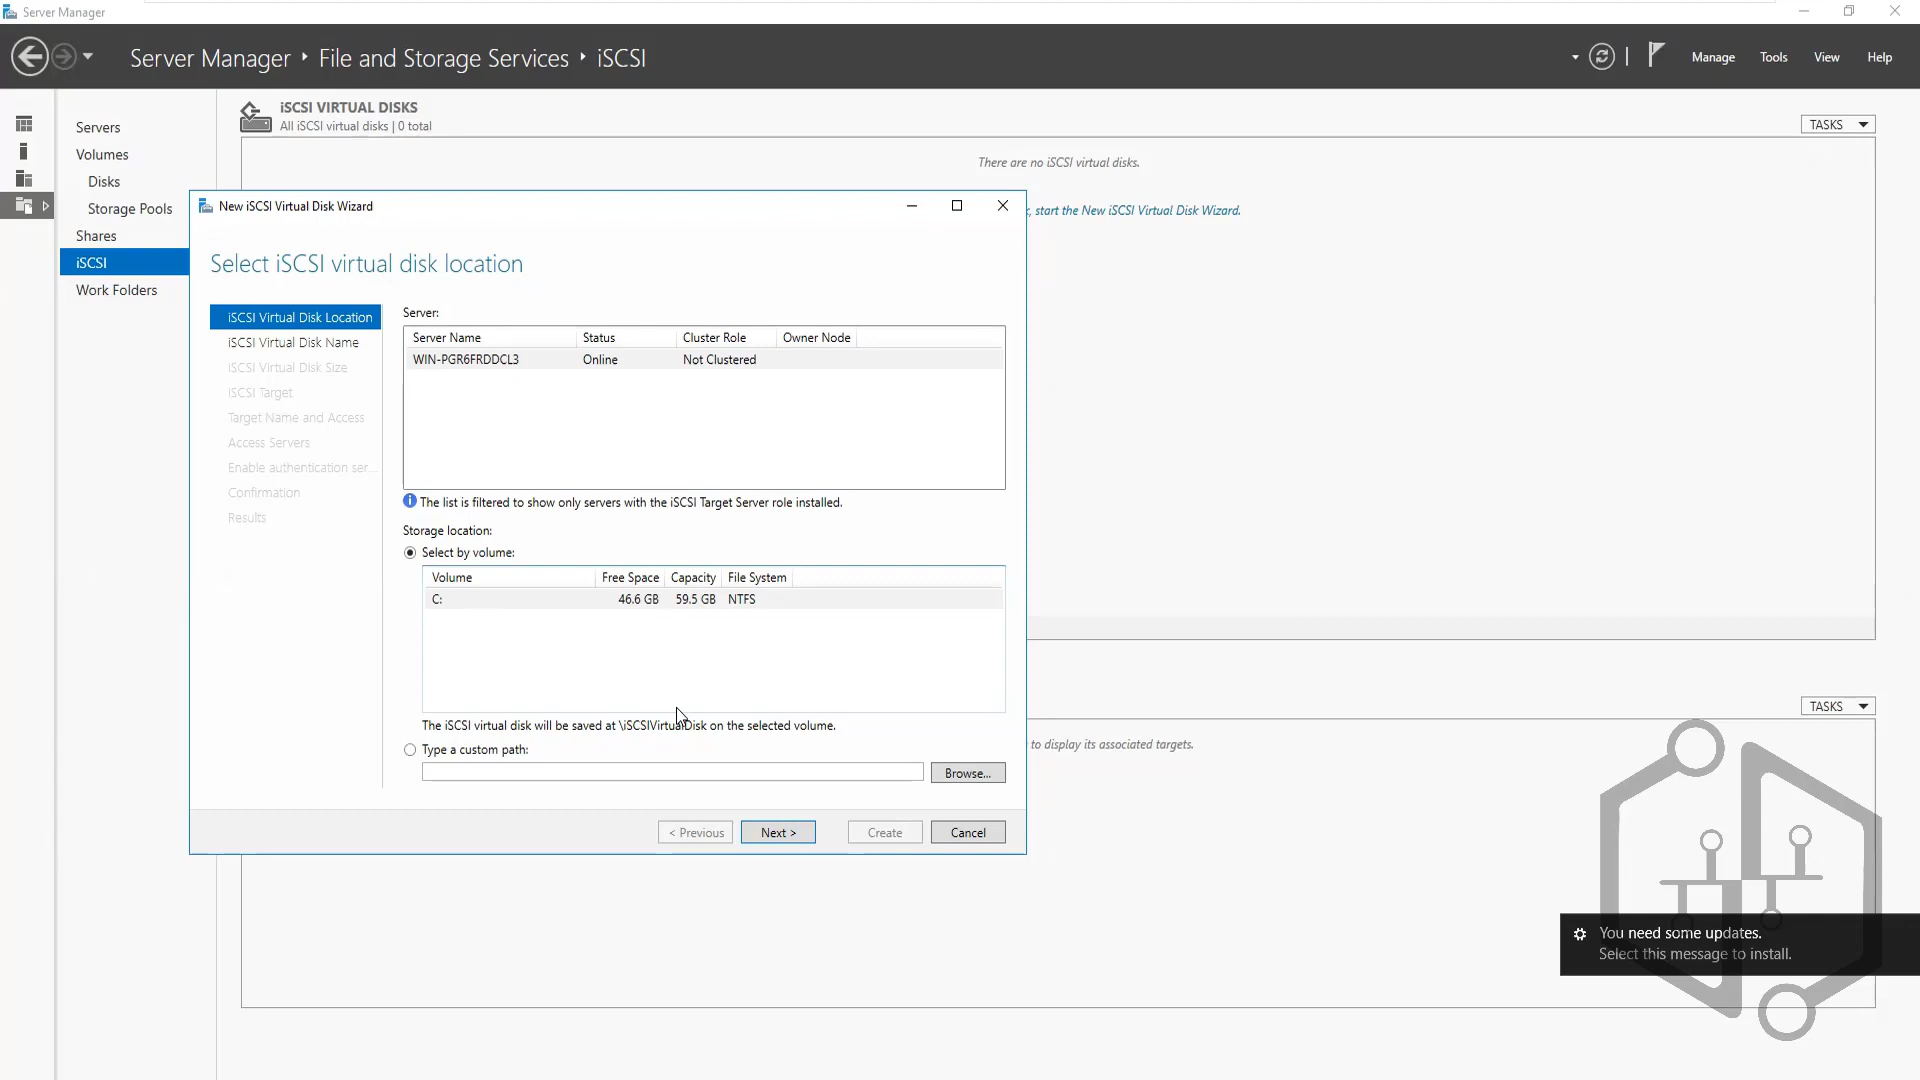 Server Manager
Server Manager ‣ File and Storage Services ‣ iSCSI
Manage Tools View Help
Servers
Volumes
Disks
Storage Pools
Shares
iSCSI
Work Folders
iSCSI VIRTUAL DISKS
All iSCSI virtual disks | 0 total
TASKS
There are no iSCSI virtual disks.
, start the New iSCSI Virtual Disk Wizard.
New iSCSI Virtual Disk Wizard
Select iSCSI virtual disk location
iSCSI Virtual Disk Location
iSCSI Virtual Disk Name
iSCSI Virtual Disk Size
iSCSI Target
Target Name and Access
Access Servers
Enable authentication ser...
Confirmation
Results
Server:
Server Name Status Cluster Role Owner Node
WIN-PGR6FRDDCL3 Online Not Clustered
The list is filtered to show only servers with the iSCSI Target Server role installed.
Storage location:
Select by volume:
Volume Free Space Capacity File System
C: 46.6 GB 59.5 GB NTFS
The iSCSI virtual disk will be saved at \iSCSIVirtualDisk on the selected volume.
Type a custom path:
Browse...
< Previous Next > Create Cancel
TASKS
to display its associated targets.
You need some updates.
Select this message to install.